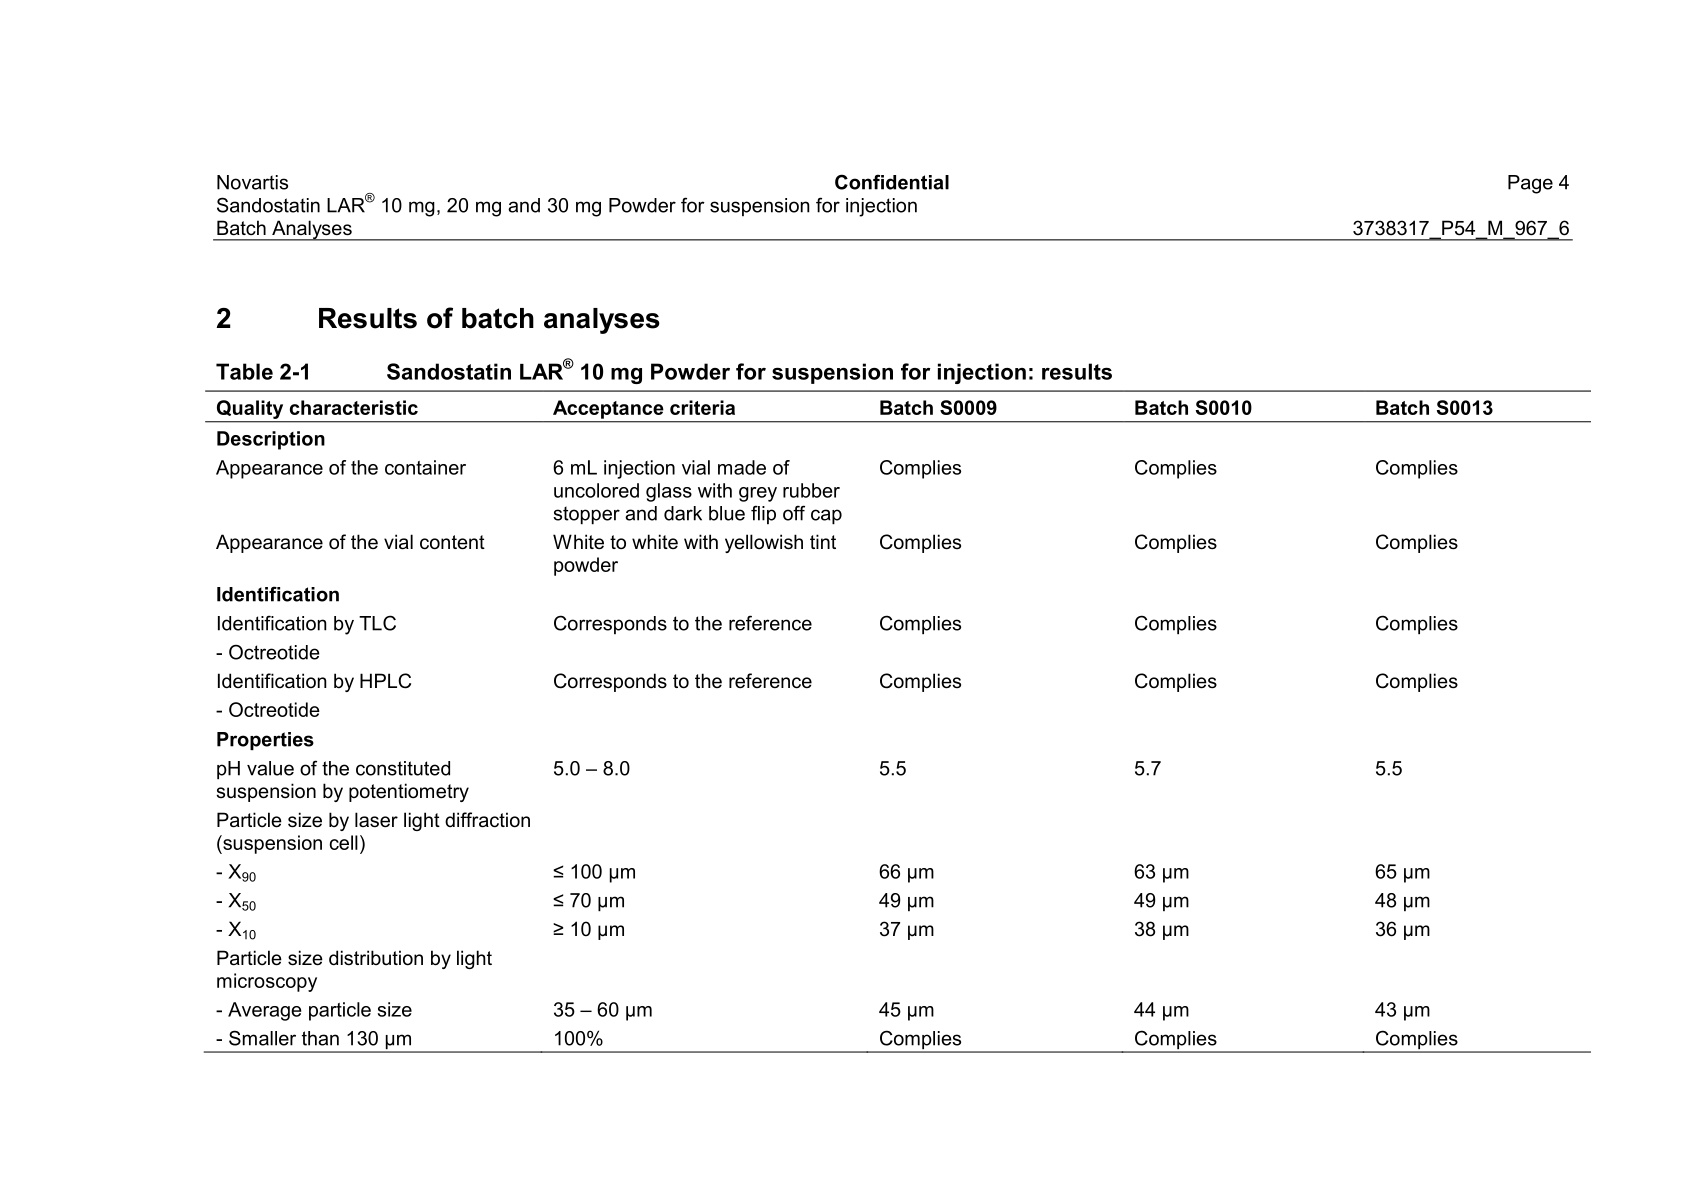 Novartis Confidential Page 4
Sandostatin LAR® 10 mg, 20 mg and 30 mg Powder for suspension for injection
Batch Analyses 3738317_P54_M_967_6
2 Results of batch analyses
Table 2-1 Sandostatin LAR® 10 mg Powder for suspension for injection: results
Quality characteristic Acceptance criteria Batch S0009 Batch S0010 Batch S0013
Description
Appearance of the container 6 mL injection vial made of Complies Complies Complies
uncolored glass with grey rubber
stopper and dark blue flip off cap
Appearance of the vial content White to white with yellowish tint Complies Complies Complies
powder
Identification
Identification by TLC Corresponds to the reference Complies Complies Complies
- Octreotide
Identification by HPLC Corresponds to the reference Complies Complies Complies
- Octreotide
Properties
pH value of the constituted 5.0 – 8.0 5.5 5.7 5.5
suspension by potentiometry
Particle size by laser light diffraction
(suspension cell)
- X90 ≤ 100 µm 66 µm 63 µm 65 µm
- X50 ≤ 70 µm 49 µm 49 µm 48 µm
- X10 ≥ 10 µm 37 µm 38 µm 36 µm
Particle size distribution by light
microscopy
- Average particle size 35 – 60 µm 45 µm 44 µm 43 µm
- Smaller than 130 µm 100% Complies Complies Complies